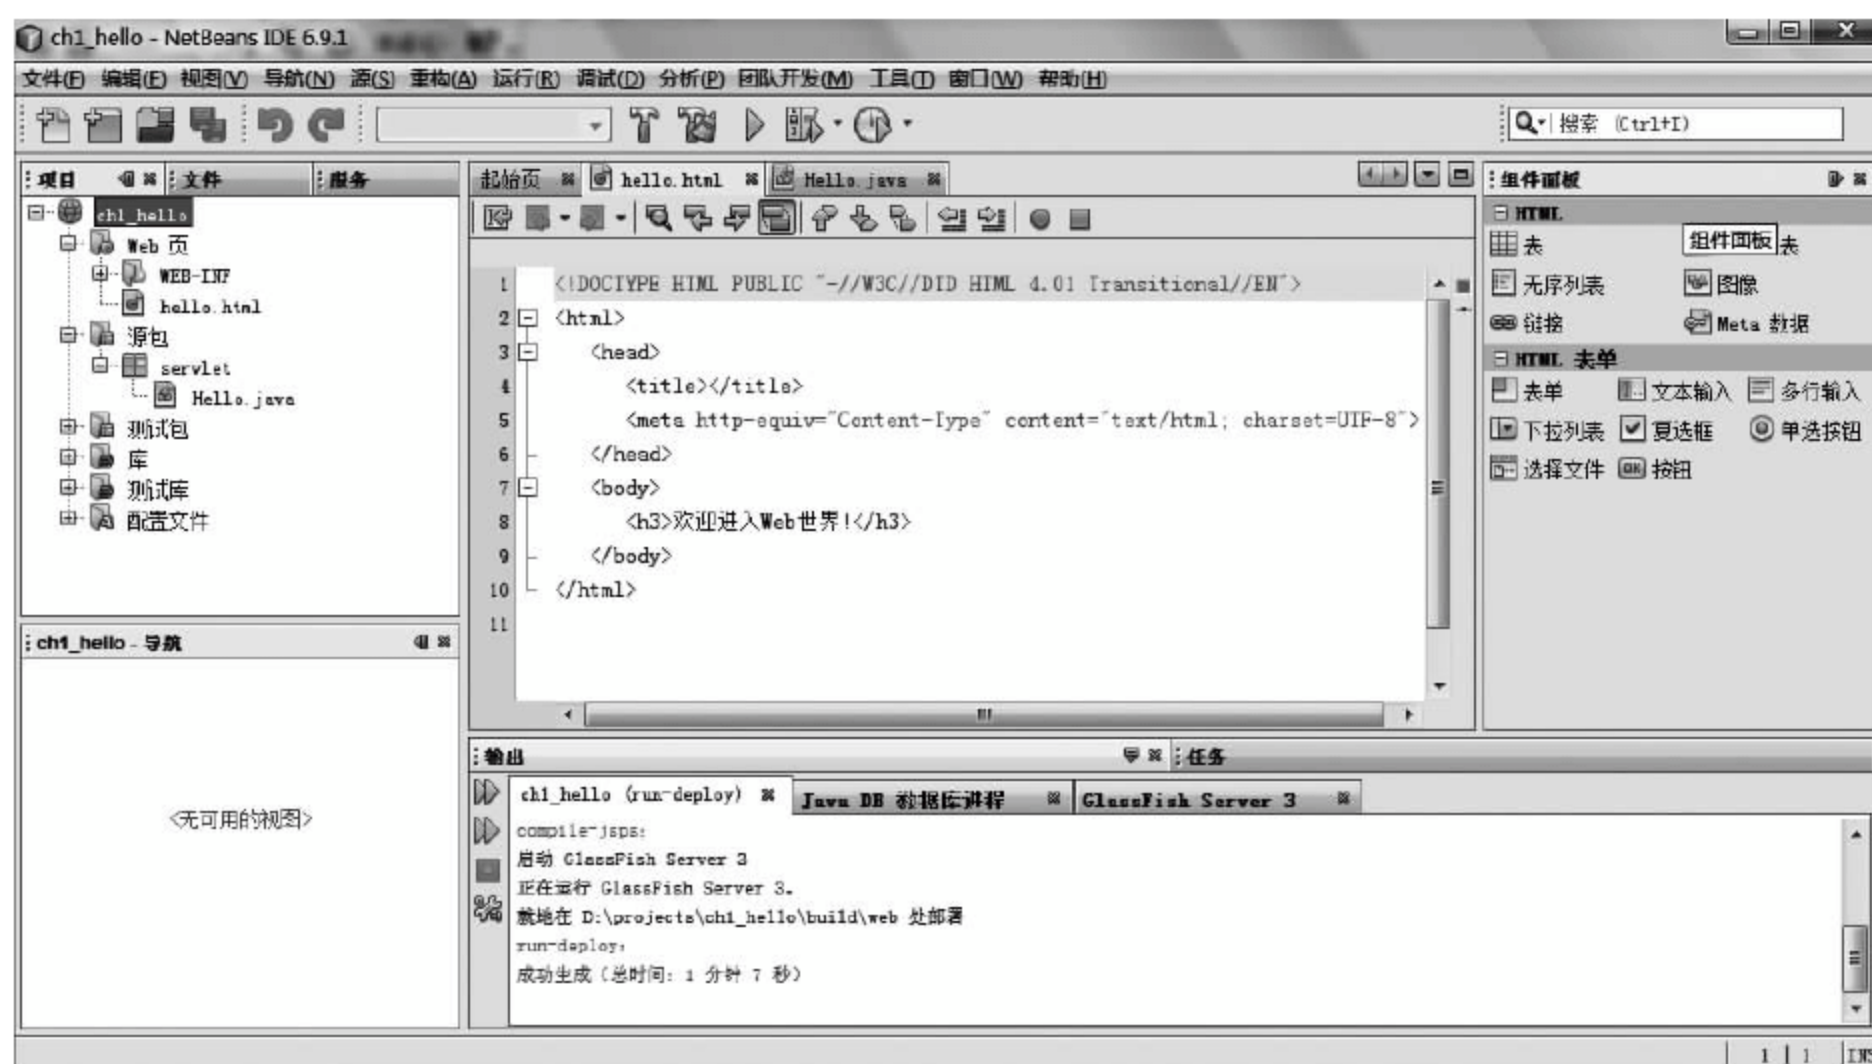 ch1_hello - NetBeans IDE 6.9.1
文件(F) 编辑(E) 视图(V) 导航(N) 源(S) 重构(A) 运行(R) 调试(D) 分析(P) 团队开发(M) 工具(T) 窗口(W) 帮助(H)
搜索 (Ctrl+I)
项目 文件 服务
ch1_hello
Web 页
WEB-INF
hello.html
源包
servlet
Hello.java
测试包
库
测试库
配置文件
ch1_hello - 导航
<无可用的视图>
起始页 hello.html Hello.java
1 <!DOCTYPE HTML PUBLIC "-//W3C//DTD HTML 4.01 Transitional//EN">
2 <html>
3 <head>
4 <title></title>
5 <meta http-equiv="Content-Type" content="text/html; charset=UTF-8">
6 </head>
7 <body>
8 <h3>欢迎进入Web世界!</h3>
9 </body>
10 </html>
11
组件面板
HTML
表 组件面板 表
无序列表 图像
链接 Meta 数据
HTML 表单
表单 文本输入 多行输入
下拉列表 复选框 单选按钮
选择文件 OK 按钮
输出 任务
ch1_hello (run-deploy) Java DB 数据库进程 GlassFish Server 3
compile-jsps:
启动 GlassFish Server 3
正在运行 GlassFish Server 3。
就地在 D:\projects\ch1_hello\build\web 处部署
run-deploy:
成功生成(总时间: 1 分钟 7 秒)
1 1 INS